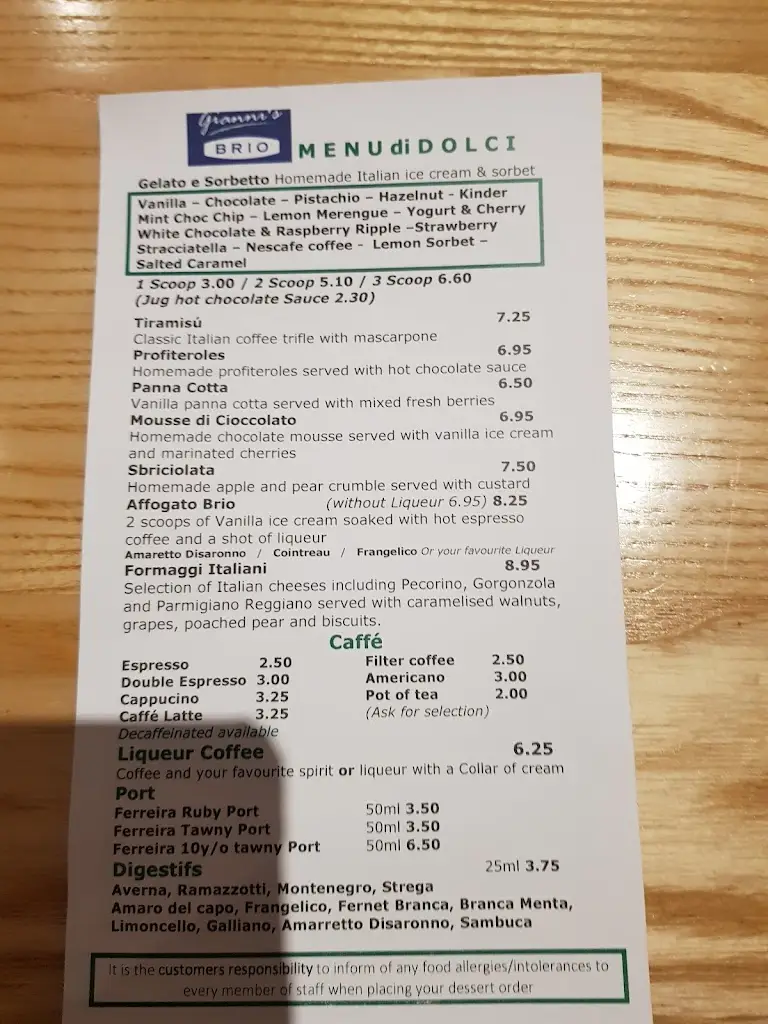 Gianni's
BRIO
MENU di DOLCI
Gelato e Sorbetto Homemade Italian ice cream & sorbet
Vanilla – Chocolate – Pistachio – Hazelnut - Kinder
Mint Choc Chip – Lemon Merengue – Yogurt & Cherry
White Chocolate & Raspberry Ripple –Strawberry
Stracciatella – Nescafe coffee - Lemon Sorbet –
Salted Caramel
1 Scoop 3.00 / 2 Scoop 5.10 / 3 Scoop 6.60
(Jug hot chocolate Sauce 2.30)
Tiramisú 7.25
Classic Italian coffee trifle with mascarpone
Profiteroles 6.95
Homemade profiteroles served with hot chocolate sauce
Panna Cotta 6.50
Vanilla panna cotta served with mixed fresh berries
Mousse di Cioccolato 6.95
Homemade chocolate mousse served with vanilla ice cream
and marinated cherries
Sbriciolata 7.50
Homemade apple and pear crumble served with custard
Affogato Brio (without Liqueur 6.95) 8.25
2 scoops of Vanilla ice cream soaked with hot espresso
coffee and a shot of liqueur
Amaretto Disaronno / Cointreau / Frangelico Or your favourite Liqueur
Formaggi Italiani 8.95
Selection of Italian cheeses including Pecorino, Gorgonzola
and Parmigiano Reggiano served with caramelised walnuts,
grapes, poached pear and biscuits.
Caffé
Espresso 2.50 Filter coffee 2.50
Double Espresso 3.00 Americano 3.00
Cappucino 3.25 Pot of tea 2.00
Caffé Latte 3.25 (Ask for selection)
Decaffeinated available
Liqueur Coffee 6.25
Coffee and your favourite spirit or liqueur with a Collar of cream
Port
Ferreira Ruby Port 50ml 3.50
Ferreira Tawny Port 50ml 3.50
Ferreira 10y/o tawny Port 50ml 6.50
Digestifs 25ml 3.75
Averna, Ramazzotti, Montenegro, Strega
Amaro del capo, Frangelico, Fernet Branca, Branca Menta,
Limoncello, Galliano, Amarretto Disaronno, Sambuca
It is the customers responsibility to inform of any food allergies/intolerances to
every member of staff when placing your dessert order